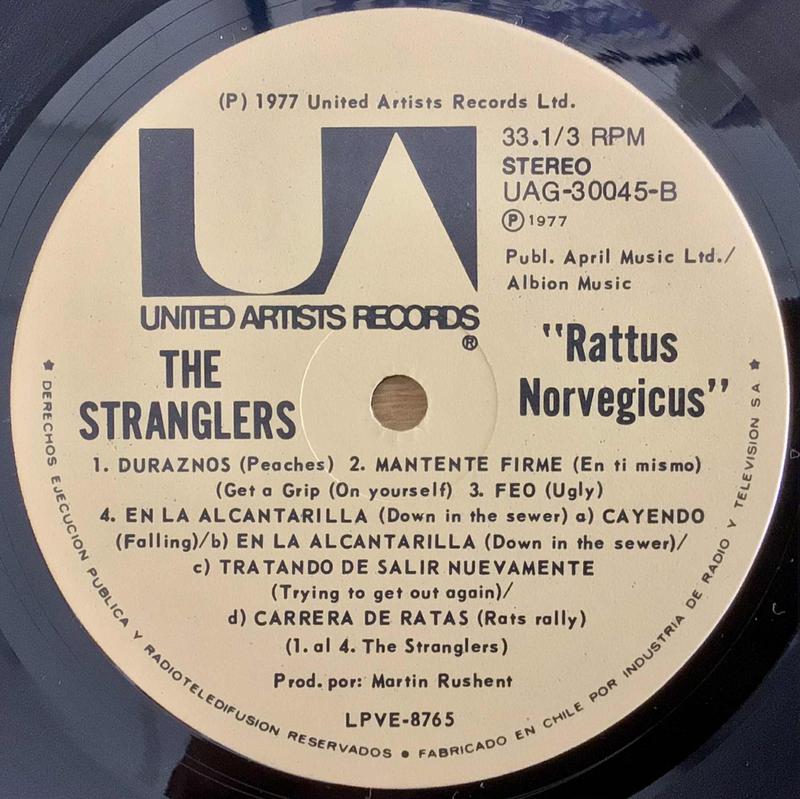 (P) 1977 United Artists Records Ltd.
UA
33.1/3 RPM
STEREO
UAG-30045-B
Ⓟ 1977
Publ. April Music Ltd./
Albion Music
UNITED ARTISTS RECORDS
®
THE
STRANGLERS
"Rattus
Norvegicus"
1. DURAZNOS (Peaches) 2. MANTENTE FIRME (En ti mismo)
(Get a Grip (On yourself) 3. FEO (Ugly)
4. EN LA ALCANTARILLA (Down in the sewer) a) CAYENDO
(Falling)/b) EN LA ALCANTARILLA (Down in the sewer)/
c) TRATANDO DE SALIR NUEVAMENTE
(Trying to get out again)/
d) CARRERA DE RATAS (Rats rally)
(1. al 4. The Stranglers)
Prod. por: Martin Rushent
LPVE-8765
★ DERECHOS EJECUCION PUBLICA Y RADIOTELEDIFUSION RESERVADOS ● FABRICADO EN CHILE POR INDUSTRIA DE RADIO Y TELEVISION SA ★